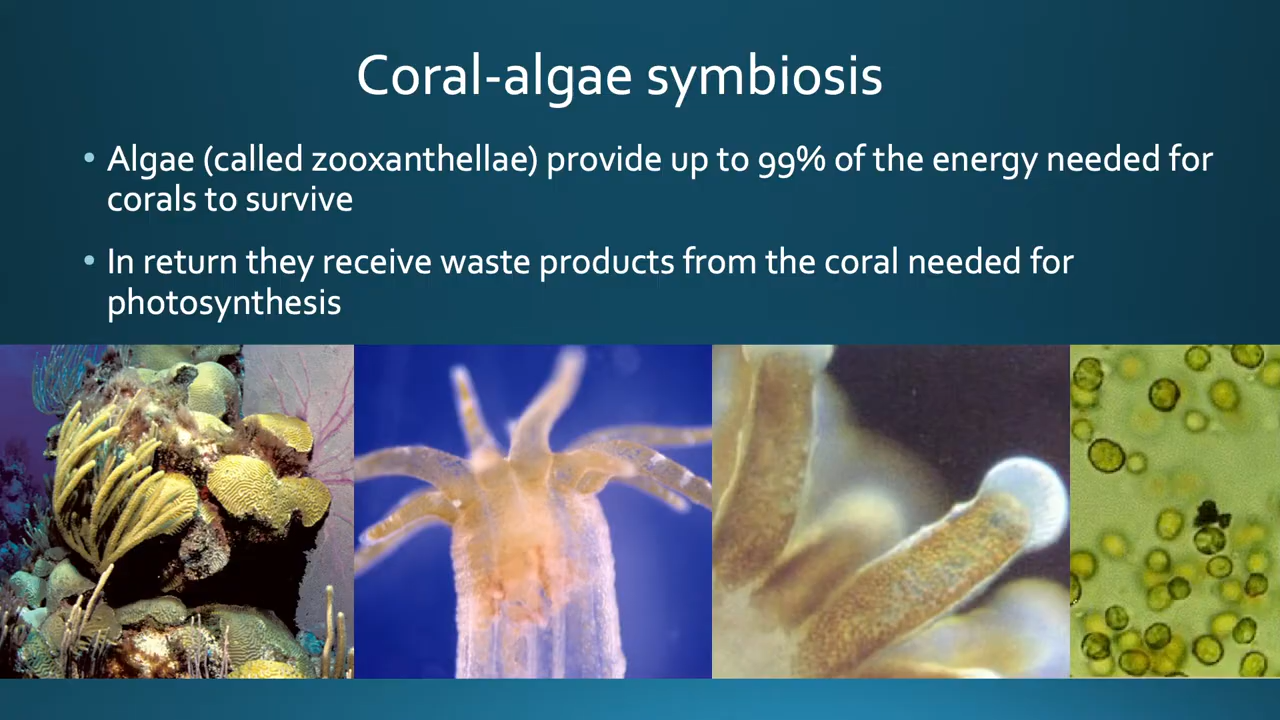 Coral-algae symbiosis
• Algae (called zooxanthellae) provide up to 99% of the energy needed for
corals to survive
• In return they receive waste products from the coral needed for
photosynthesis